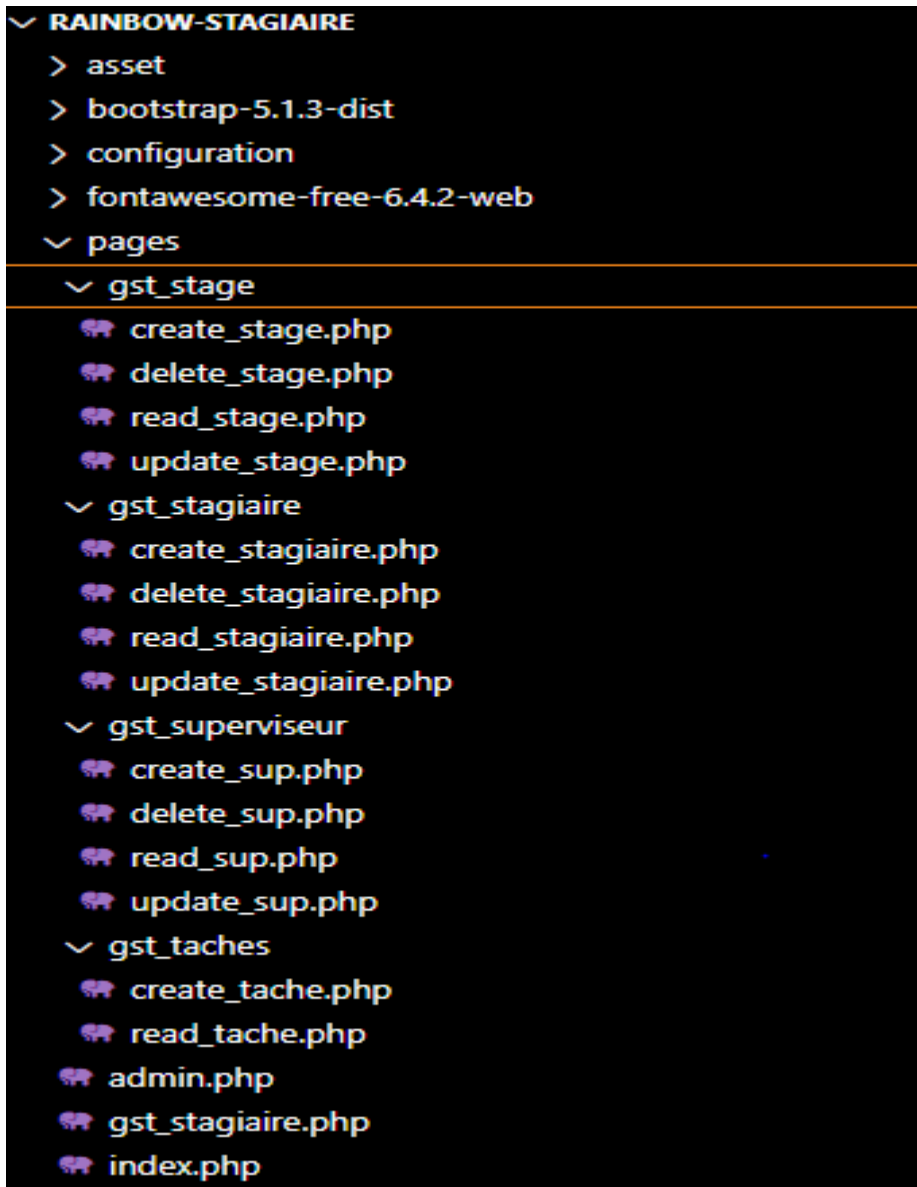 RAINBOW-STAGIAIRE
asset
bootstrap-5.1.3-dist
configuration
fontawesome-free-6.4.2-web
pages
gst_stage
create_stage.php
delete_stage.php
read_stage.php
update_stage.php
gst_stagiaire
create_stagiaire.php
delete_stagiaire.php
read_stagiaire.php
update_stagiaire.php
gst_superviseur
create_sup.php
delete_sup.php
read_sup.php
update_sup.php
gst_taches
create_tache.php
read_tache.php
admin.php
gst_stagiaire.php
index.php